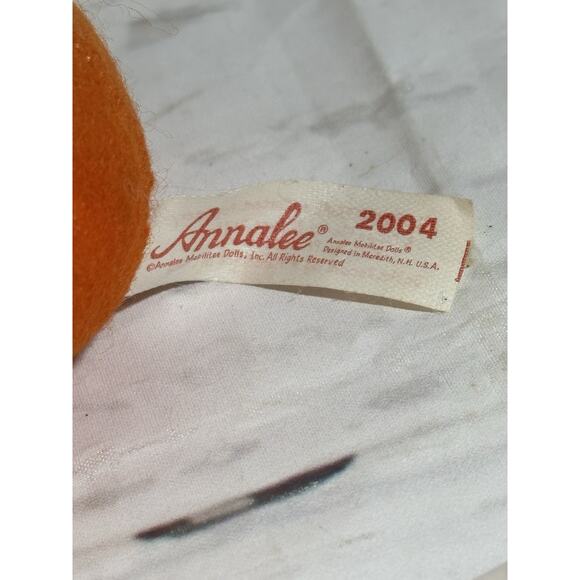 Annalee® 2004
Annalee Mobilitee Dolls®
Designed in Meredith, N.H. U.S.A.
©Annalee Mobilitee Dolls, Inc. All Rights Reserved